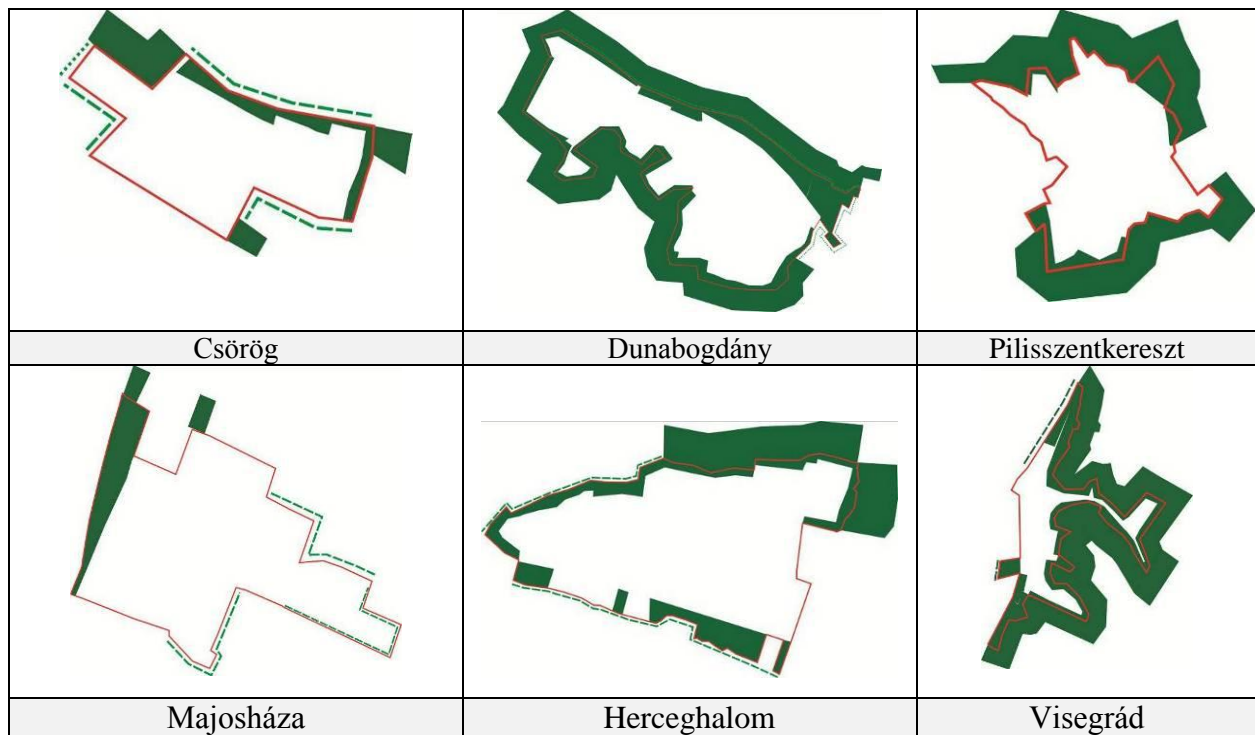 Csörög
Dunabogdány
Pilisszentkereszt
Majosháza
Herceghalom
Visegrád